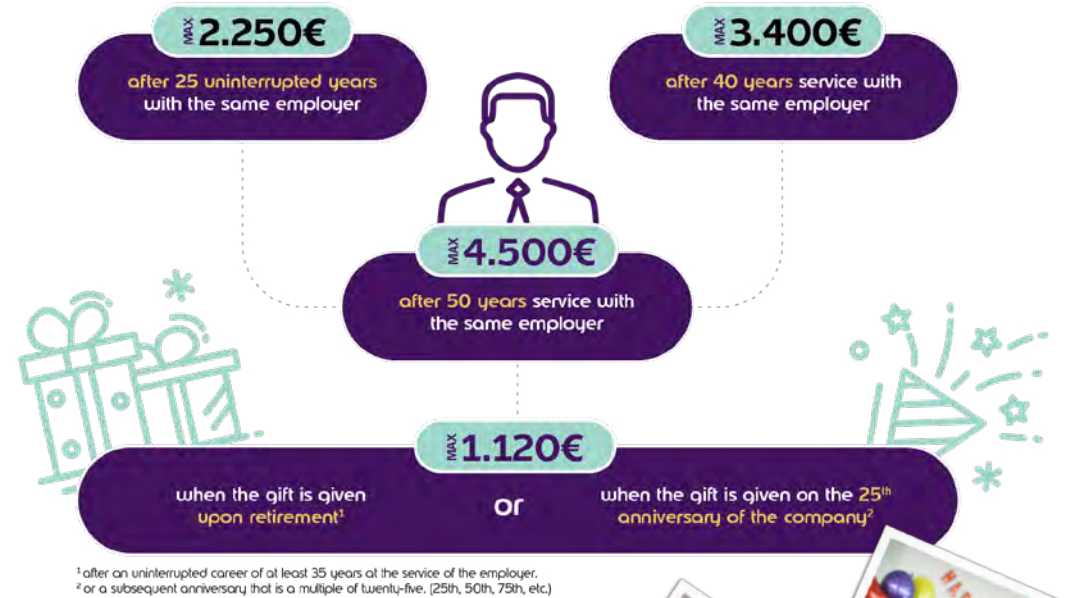 MAX 2.250€
after 25 uninterrupted years
with the same employer
MAX 3.400€
after 40 years service with
the same employer
MAX 4.500€
after 50 years service with
the same employer
MAX 1.120€
when the gift is given
upon retirement¹
or
when the gift is given on the 25th
anniversary of the company²
¹ after an uninterrupted career of at least 35 years at the service of the employer.
² or a subsequent anniversary that is a multiple of twenty-five. (25th, 50th, 75th, etc.)